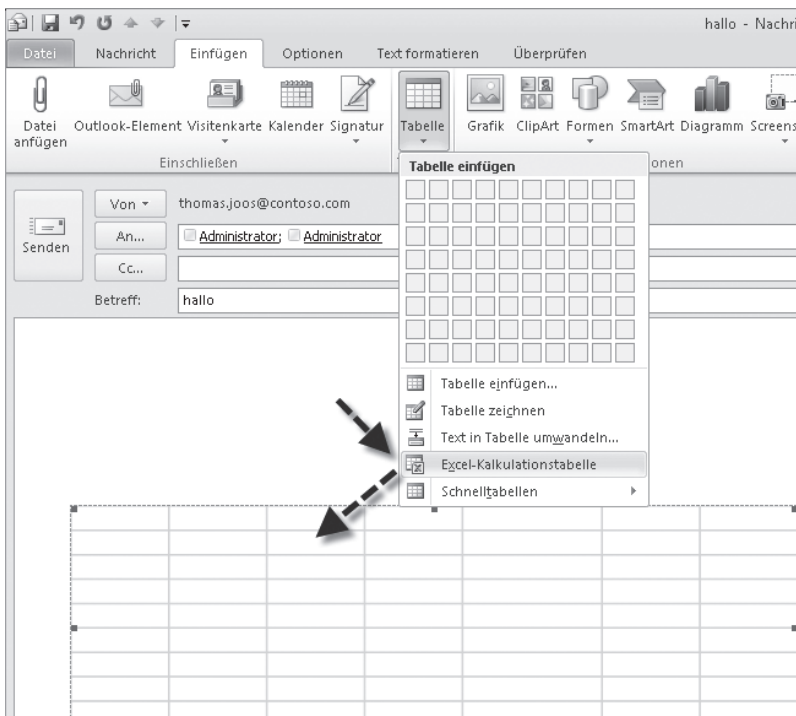 hallo - Nachri
Datei Nachricht Einfügen Optionen Text formatieren Überprüfen
Datei anfügen
Outlook-Element Visitenkarte Kalender Signatur Tabelle Grafik ClipArt Formen SmartArt Diagramm Screens
Einschließen
onen
Tabelle einfügen
Von thomas.joos@contoso.com
Senden
An... Administrator; Administrator
Cc...
Betreff: hallo
Tabelle einfügen...
Tabelle zeichnen
Text in Tabelle umwandeln...
Excel-Kalkulationstabelle
Schnelltabellen